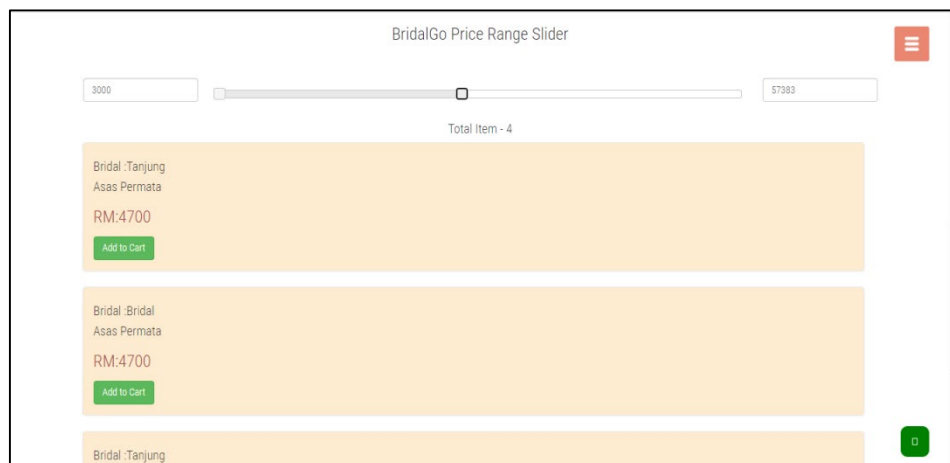 BridalGo Price Range Slider
3000
57383
Total Item - 4
Bridal :Tanjung
Asas Permata
RM:4700
Add to Cart
Bridal :Bridal
Asas Permata
RM:4700
Add to Cart
Bridal :Tanjung